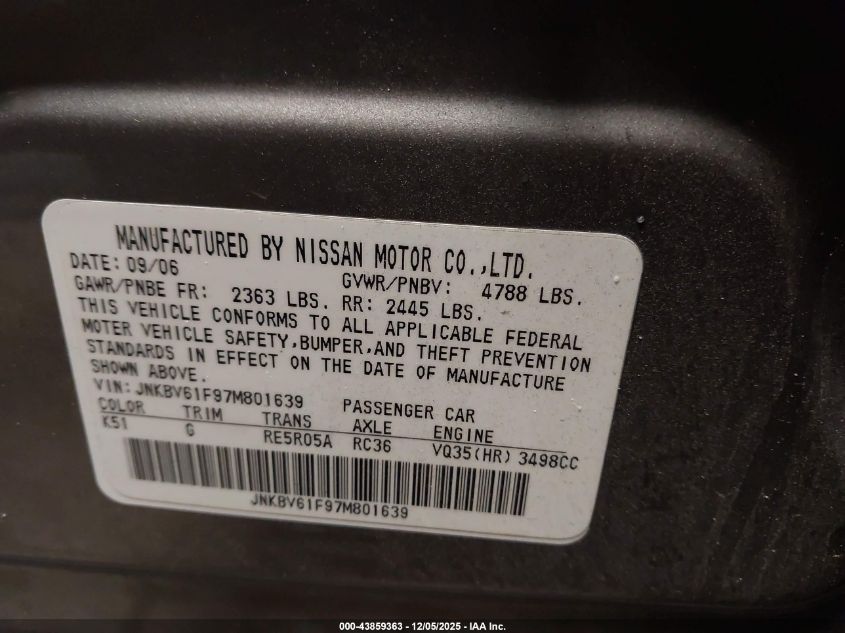 MANUFACTURED BY NISSAN MOTOR CO.,LTD.
DATE: 09/06 GVWR/PNBV: 4788 LBS.
GAWR/PNBE FR: 2363 LBS. RR: 2445 LBS.
THIS VEHICLE CONFORMS TO ALL APPLICABLE FEDERAL
MOTER VEHICLE SAFETY,BUMPER,AND THEFT PREVENTION
STANDARDS IN EFFECT ON THE DATE OF MANUFACTURE
SHOWN ABOVE.
VIN: JNKBV61F97M801639 PASSENGER CAR
COLOR TRIM TRANS AXLE ENGINE
K51 G RE5R05A RC36 VQ35(HR) 3498CC
JNKBV61F97M801639
000-43859363 - 12/05/2025 - IAA Inc.